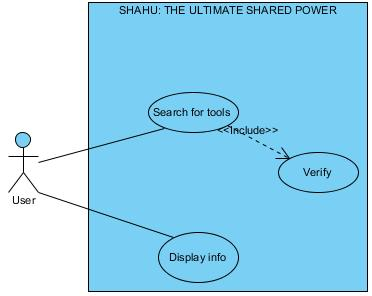 SHAHU: THE ULTIMATE SHARED POWER
Search for tools
<<Include>>
Verify
User
Display info